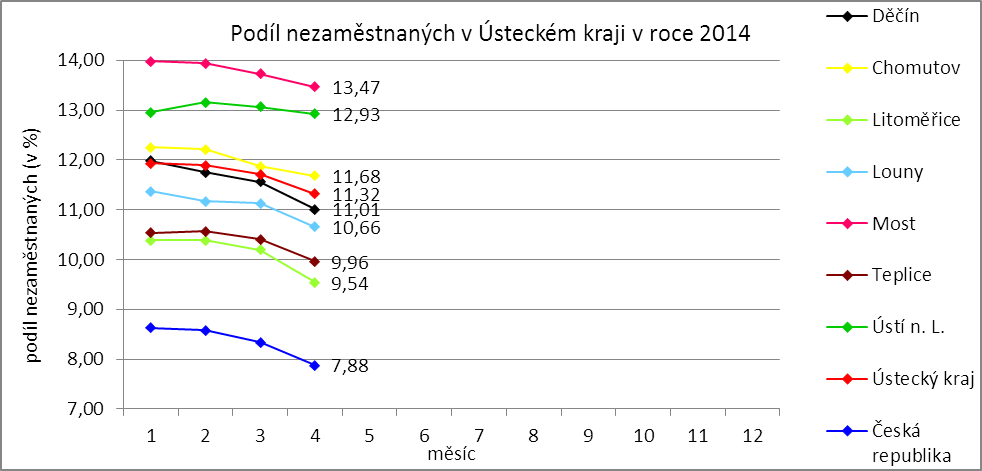 Podíl nezaměstnaných v Ústeckém kraji v roce 2014
podíl nezaměstnaných (v %)
14,00
13,00
12,00
11,00
10,00
9,00
8,00
7,00
13,47
12,93
11,68
11,32
11,01
10,66
9,96
9,54
7,88
1 2 3 4 5 6 7 8 9 10 11 12
měsíc
Děčín
Chomutov
Litoměřice
Louny
Most
Teplice
Ústí n. L.
Ústecký kraj
Česká
republika